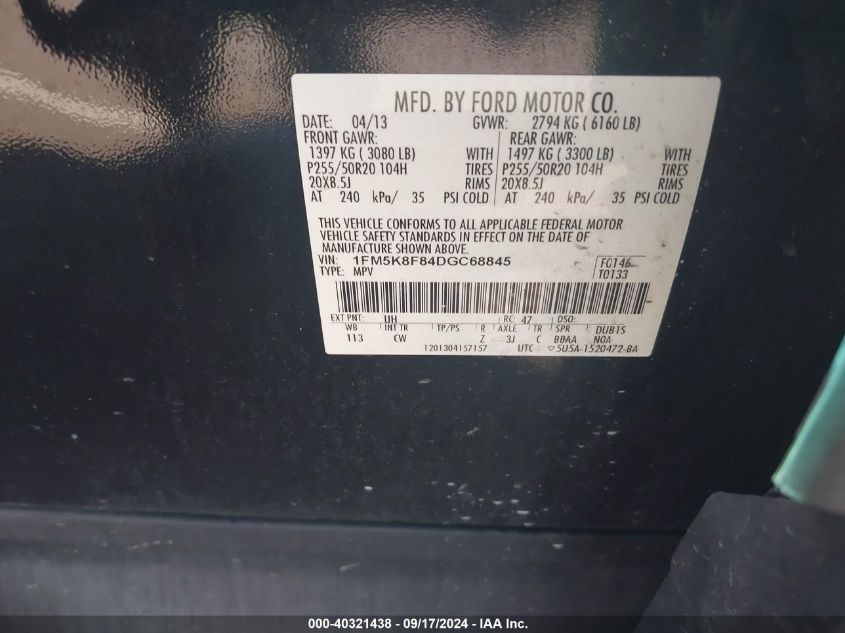 MFD. BY FORD MOTOR CO.
DATE: 04/13 GVWR: 2794 KG ( 6160 LB)
FRONT GAWR: REAR GAWR:
1397 KG ( 3080 LB) WITH 1497 KG ( 3300 LB) WITH
P255/50R20 104H TIRES P255/50R20 104H TIRES
20X8.5J RIMS 20X8.5J RIMS
AT 240 kPa/ 35 PSI COLD AT 240 kPa/ 35 PSI COLD
THIS VEHICLE CONFORMS TO ALL APPLICABLE FEDERAL MOTOR
VEHICLE SAFETY STANDARDS IN EFFECT ON THE DATE OF
MANUFACTURE SHOWN ABOVE.
VIN: 1FM5K8F84DGC68845 F0146
TYPE: MPV T0133
EXT PNT: UH RC: 47 DSO:
WB INT TR TP/PS R AXLE TR SPR DUB1S
113 CW Z 3J C BBAA NOA
1201304157157 UTC 5U5A-1520472-BA
000-40321438 - 09/17/2024 - IAA Inc.